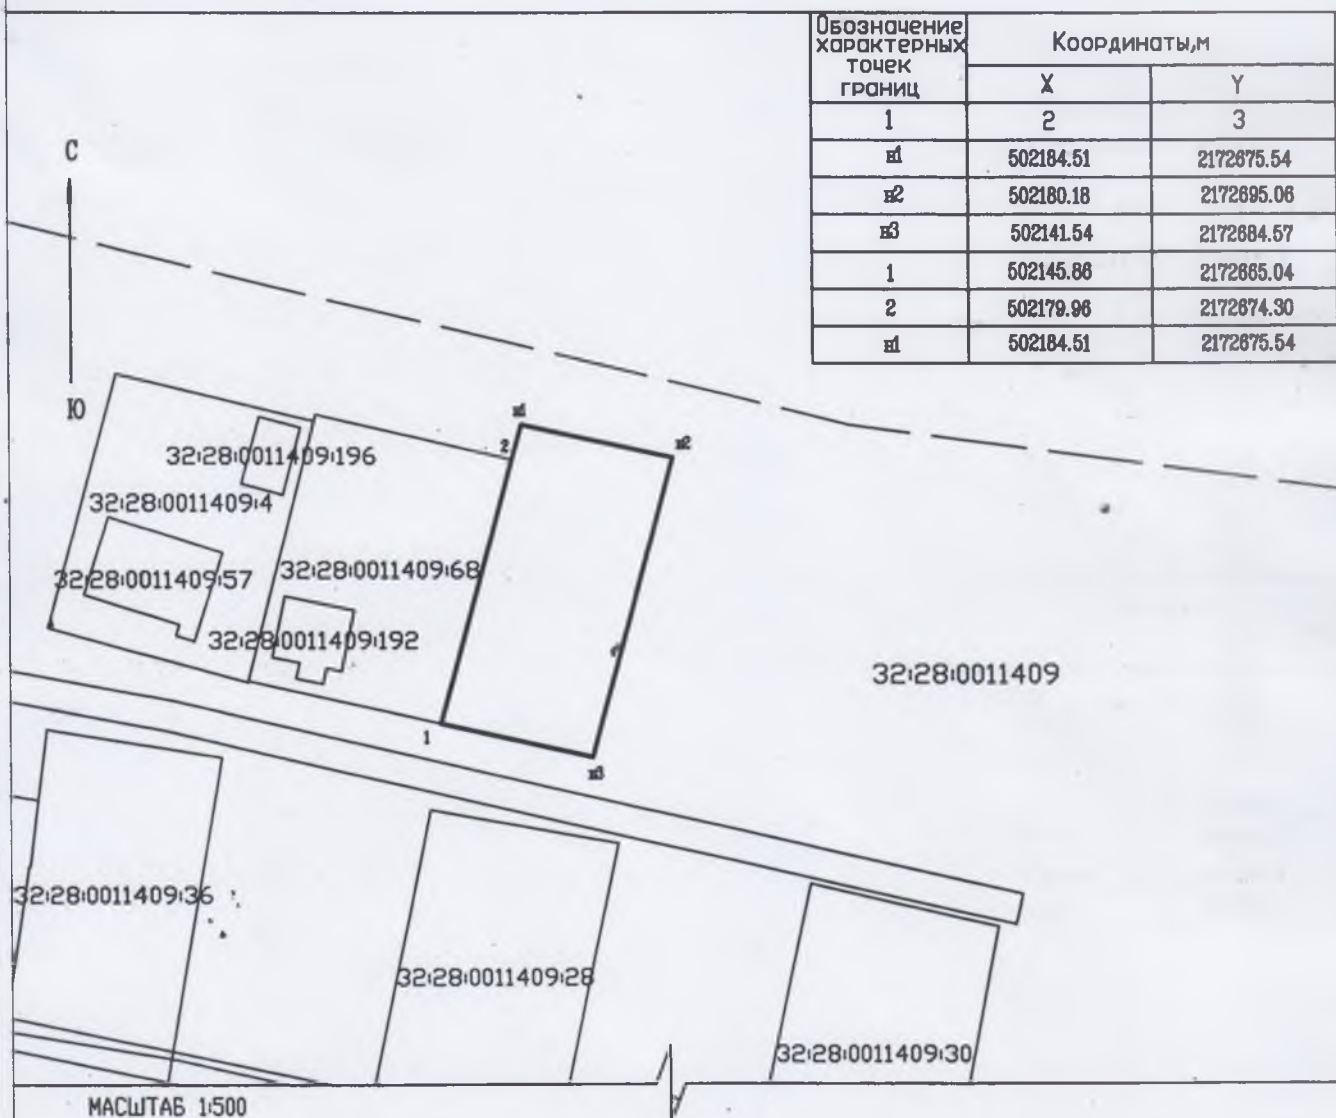 Обозначение характерных точек границ
Координаты,м
X Y
1 2 3
н1 502184.51 2172675.54
н2 502180.18 2172695.06
н3 502141.54 2172684.57
1 502145.86 2172665.04
2 502179.96 2172674.30
н1 502184.51 2172675.54
С
Ю
н1
2
н2
32:28:0011409:196
32:28:0011409:4
32:28:0011409:57
32:28:0011409:68
32:28:0011409:192
32:28:0011409
1
н3
32:28:0011409:36
32:28:0011409:28
32:28:0011409:30
МАСШТАБ 1:500